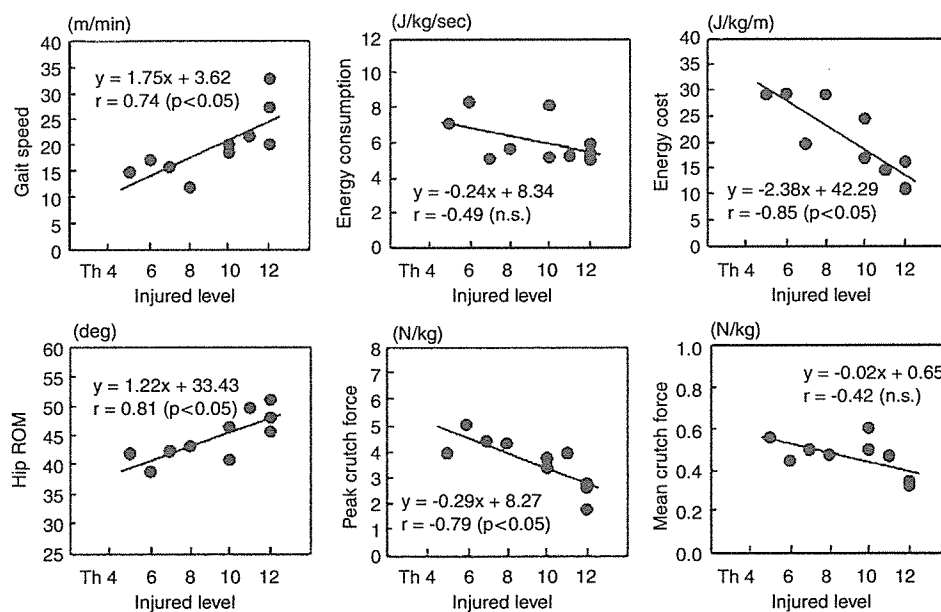 (m/min)
40
35
30
25
20
15
10
5
0
y = 1.75x + 3.62
r = 0.74 (p<0.05)
Gait speed
Th 4 6 8 10 12
Injured level
(J/kg/sec)
12
10
8
6
4
2
0
y = -0.24x + 8.34
r = -0.49 (n.s.)
Energy consumption
Th 4 6 8 10 12
Injured level
(J/kg/m)
40
35
30
25
20
15
10
5
0
y = -2.38x + 42.29
r = -0.85 (p<0.05)
Energy cost
Th 4 6 8 10 12
Injured level
(deg)
60
55
50
45
40
35
30
25
y = 1.22x + 33.43
r = 0.81 (p<0.05)
Hip ROM
Th 4 6 8 10 12
Injured level
(N/kg)
8
7
5
6
4
3
2
1
0
y = -0.29x + 8.27
r = -0.79 (p<0.05)
Peak crutch force
Th 4 6 8 10 12
Injured level
(N/kg)
1.0
0.8
0.6
0.4
0.2
0.0
y = -0.02x + 0.65
r = -0.42 (n.s.)
Mean crutch force
Th 4 6 8 10 12
Injured level